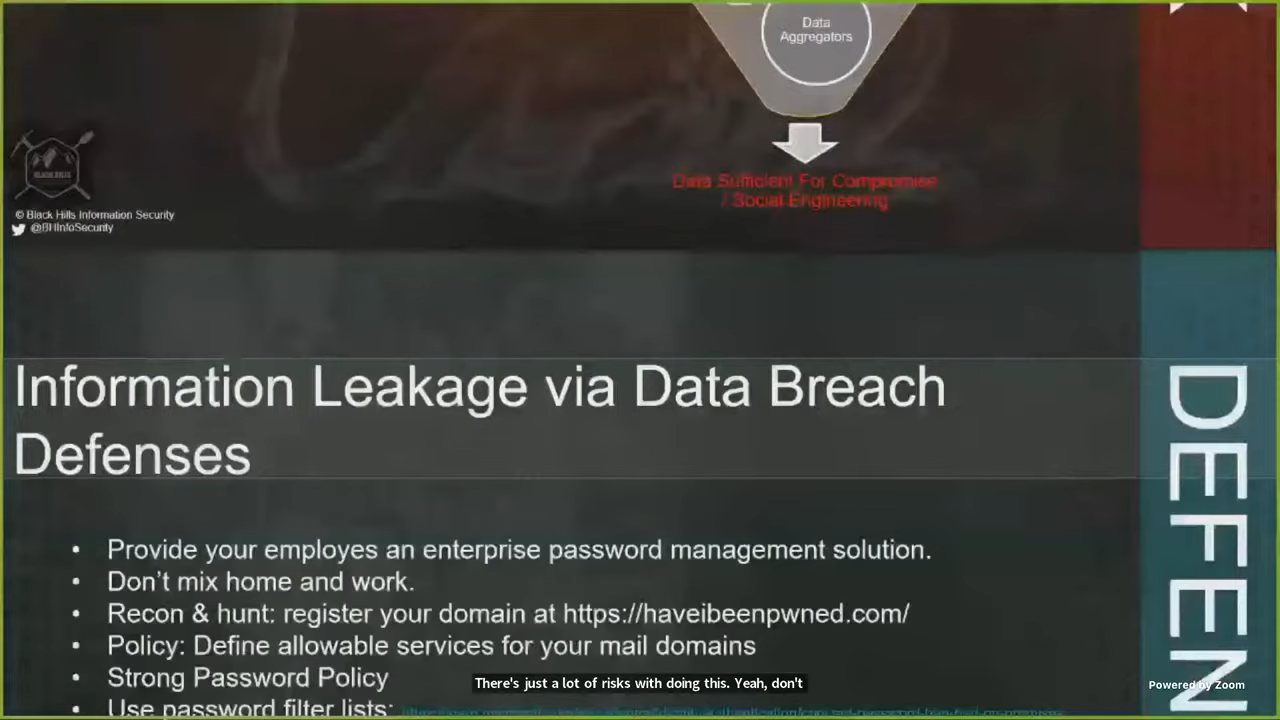 Data
Aggregators
Data Sufficient For Compromise
/ Social Engineering
BLACK HILLS
© Black Hills Information Security
@BHInfoSecurity
Information Leakage via Data Breach
Defenses
DEFEN
• Provide your employes an enterprise password management solution.
• Don’t mix home and work.
• Recon & hunt: register your domain at https://haveibeenpwned.com/
• Policy: Define allowable services for your mail domains
• Strong Password Policy
• Use password filter lists:
There's just a lot of risks with doing this. Yeah, don't
Powered by Zoom